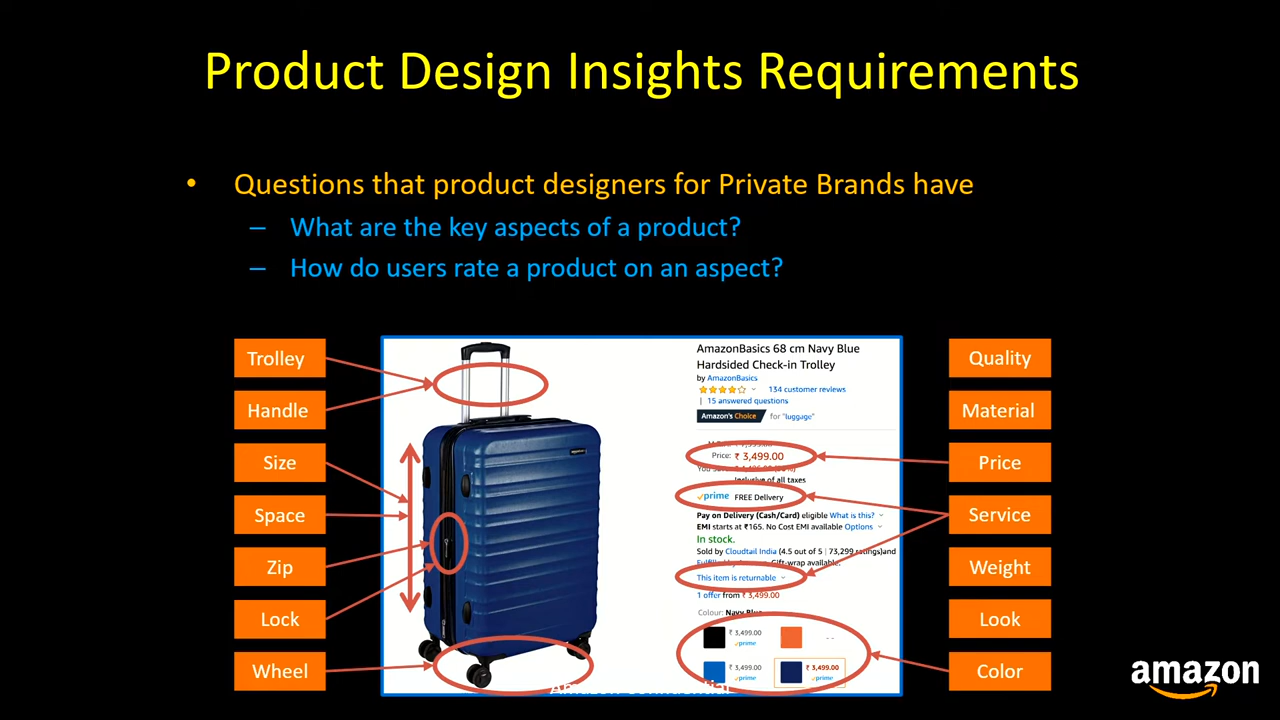 Product Design Insights Requirements
• Questions that product designers for Private Brands have
– What are the key aspects of a product?
– How do users rate a product on an aspect?
Trolley
Handle
Size
Space
Zip
Lock
Wheel
AmazonBasics 68 cm Navy Blue
Hardsided Check-in Trolley
by AmazonBasics
134 customer reviews
| 15 answered questions
Amazon's Choice for "luggage"
Price: ₹ 3,499.00
Inclusive of all taxes
prime FREE Delivery
Pay on Delivery (Cash/Card) eligible What is this?
EMI starts at ₹165. No Cost EMI available Options
In stock.
Sold by Cloudtail India (4.5 out of 5 | 73,299 ratings) and
Gift-wrap available.
This item is returnable
1 offer from ₹ 3,499.00
Colour: Navy Blue
₹ 3,499.00
prime
- -
₹ 3,499.00
prime
₹ 3,499.00
prime
Quality
Material
Price
Service
Weight
Look
Color
Amazon Confidential
amazon